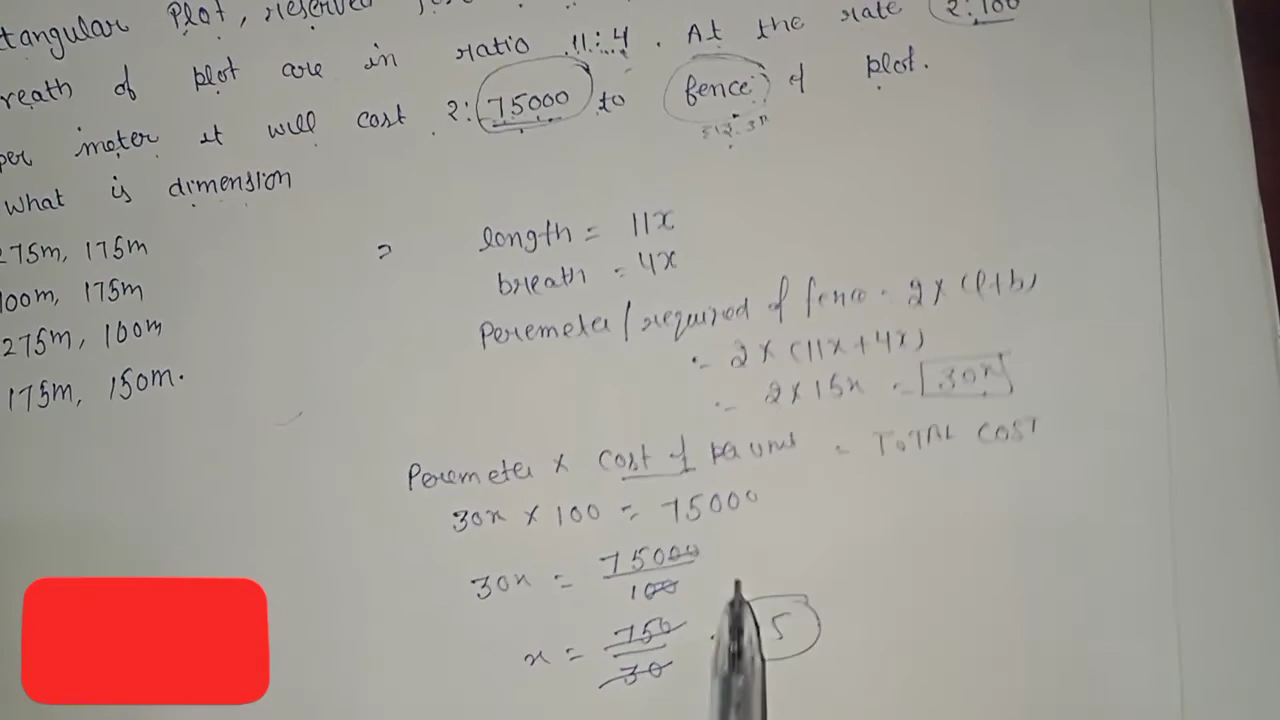 tangular Plot, reserved
reath of plot are in ratio 11:4. At the rate 2:100
per meter it will cost 2:75000 to fence of plot.
What is dimension
275m, 175m
100m, 175m
275m, 100m
175m, 150m.
length = 11x
breath = 4x
Peremeter / required of fence = 2 × (l+b)
= 2 × (11x + 4x)
= 2 × 15x = 30x
Peremeter × cost of = TOTAL COST
30x × 100 = 75000
30x = 75000/100
x = 750/30
5